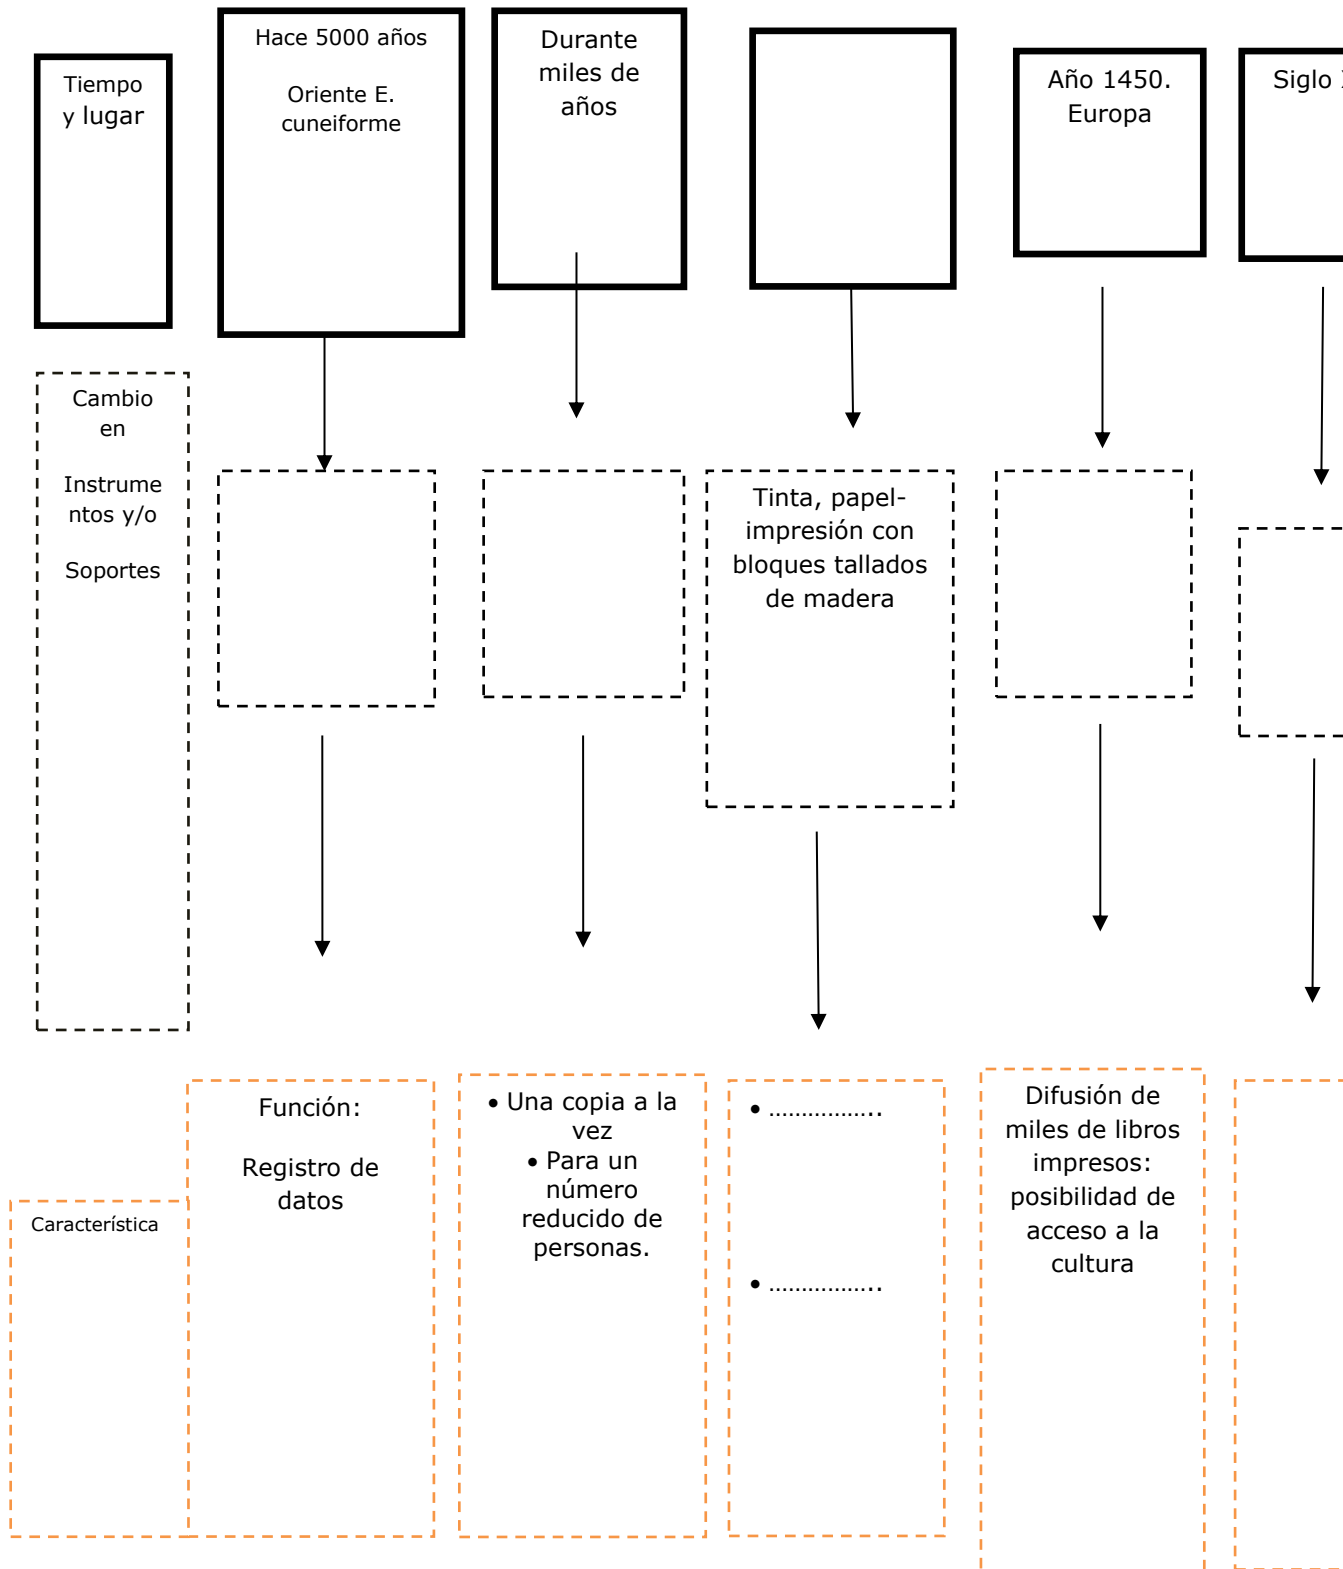 Tiempo
y lugar
Hace 5000 años
Oriente E.
cuneiforme
Durante
miles de
años
Año 1450.
Europa
Siglo
Cambio
en
Instrume
ntos y/o
Soportes
Tinta, papel-
impresión con
bloques tallados
de madera
Característica
Función:
Registro de
datos
• Una copia a la
vez
• Para un
número
reducido de
personas.
• ……………..
• ……………..
Difusión de
miles de libros
impresos:
posibilidad de
acceso a la
cultura